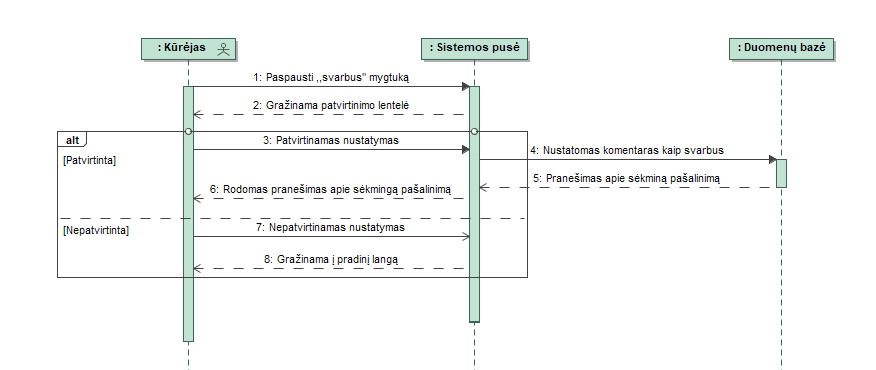 : Kūrėjas
: Sistemos pusė
: Duomenų bazė
1: Paspausti ,,svarbus" mygtuką
2: Gražinama patvirtinimo lentelė
alt
3: Patvirtinamas nustatymas
[Patvirtinta]
4: Nustatomas komentaras kaip svarbus
5: Pranešimas apie sėkmingą pašalinimą
6: Rodomas pranešimas apie sėkmingą pašalinimą
[Nepatvirtinta]
7: Nepatvirtinamas nustatymas
8: Gražinama į pradinį langą